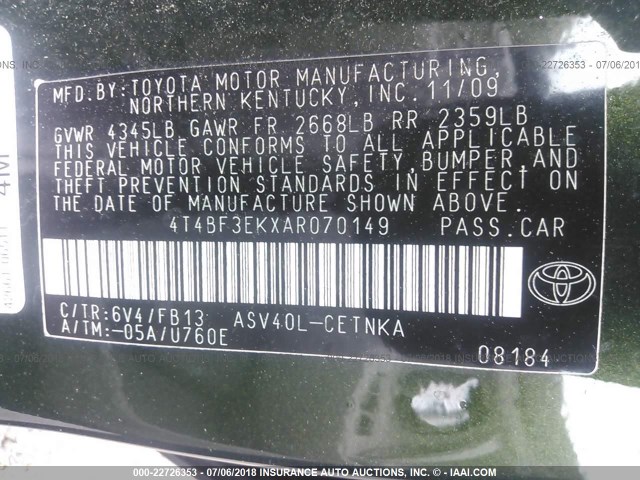 MFD.BY: TOYOTA MOTOR MANUFACTURING,
NORTHERN KENTUCKY, INC. 11/09
GVWR 4345LB GAWR FR 2668LB RR 2359LB
THIS VEHICLE CONFORMS TO ALL APPLICABLE
FEDERAL MOTOR VEHICLE SAFETY, BUMPER, AND
THEFT PREVENTION STANDARDS IN EFFECT ON
THE DATE OF MANUFACTURE SHOWN ABOVE.
4T4BF3EKXAR070149 PASS.CAR
C/TR:6V4/FB13 ASV40L-CETNKA
A/TM:-05A/U760E
08184
4M
000-22726353 - 07/06/2018 INSURANCE AUTO AUCTIONS, INC. - © IAAI.COM